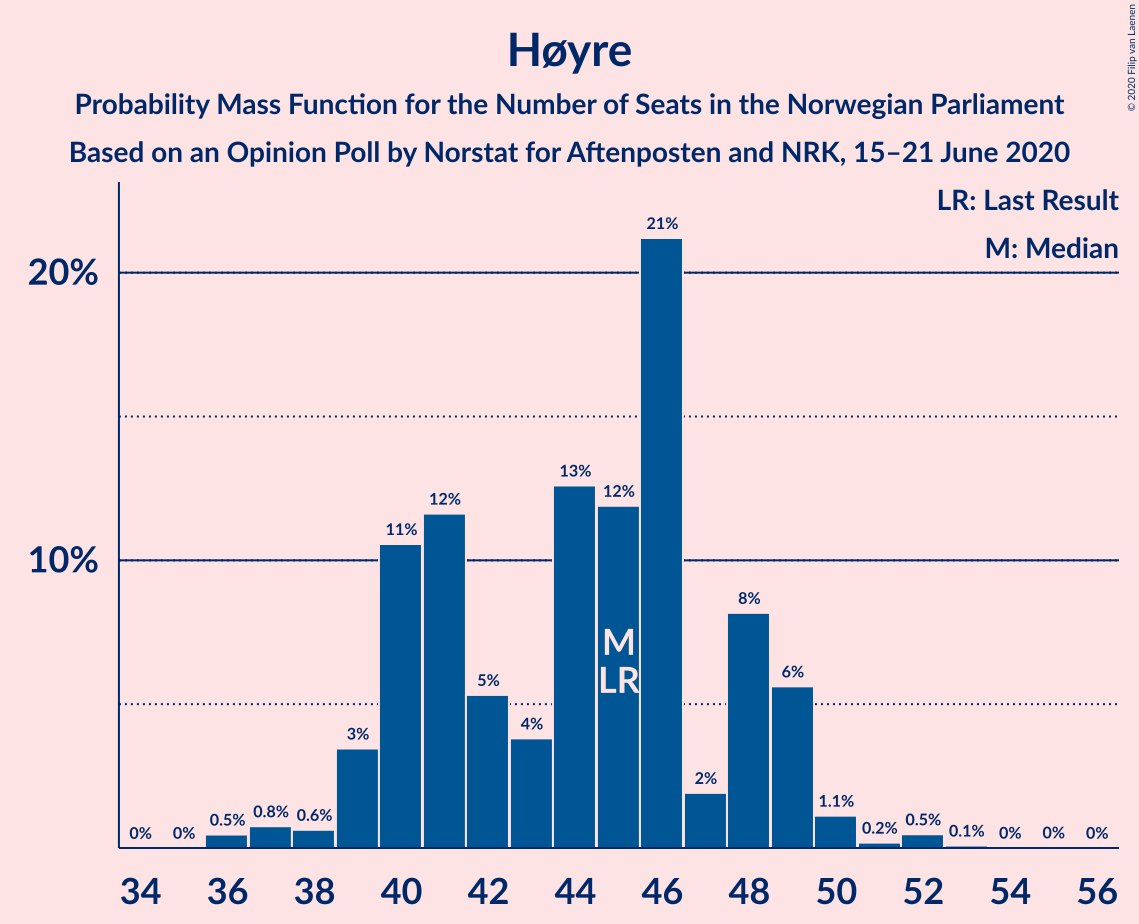 Høyre
Probability Mass Function for the Number of Seats in the Norwegian Parliament
Based on an Opinion Poll by Norstat for Aftenposten and NRK, 15–21 June 2020
© 2020 Filip van Laenen
LR: Last Result
M: Median
20%
10%
0% 0% 0.5% 0.8% 0.6% 3% 11% 12% 5% 4% 13% 12% 21% 2% 8% 6% 1.1% 0.2% 0.5% 0.1% 0% 0% 0%
M
LR
34 36 38 40 42 44 46 48 50 52 54 56